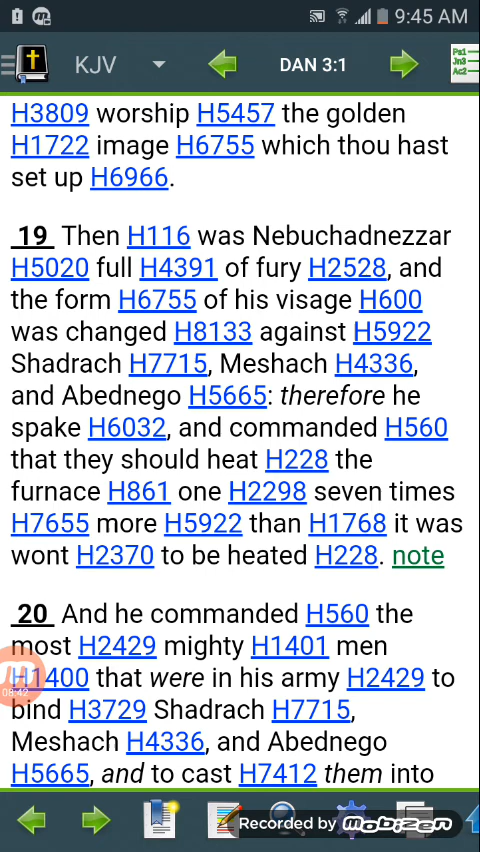 9:45 AM
KJV
DAN 3:1
Ps1
Jn3
Ac2
H3809 worship H5457 the golden
H1722 image H6755 which thou hast
set up H6966.
19 Then H116 was Nebuchadnezzar
H5020 full H4391 of fury H2528, and
the form H6755 of his visage H600
was changed H8133 against H5922
Shadrach H7715, Meshach H4336,
and Abednego H5665: therefore he
spake H6032, and commanded H560
that they should heat H228 the
furnace H861 one H2298 seven times
H7655 more H5922 than H1768 it was
wont H2370 to be heated H228. note
20 And he commanded H560 the
most H2429 mighty H1401 men
H1400 that were in his army H2429 to
08:42
bind H3729 Shadrach H7715,
Meshach H4336, and Abednego
H5665, and to cast H7412 them into
Recorded by mobizen